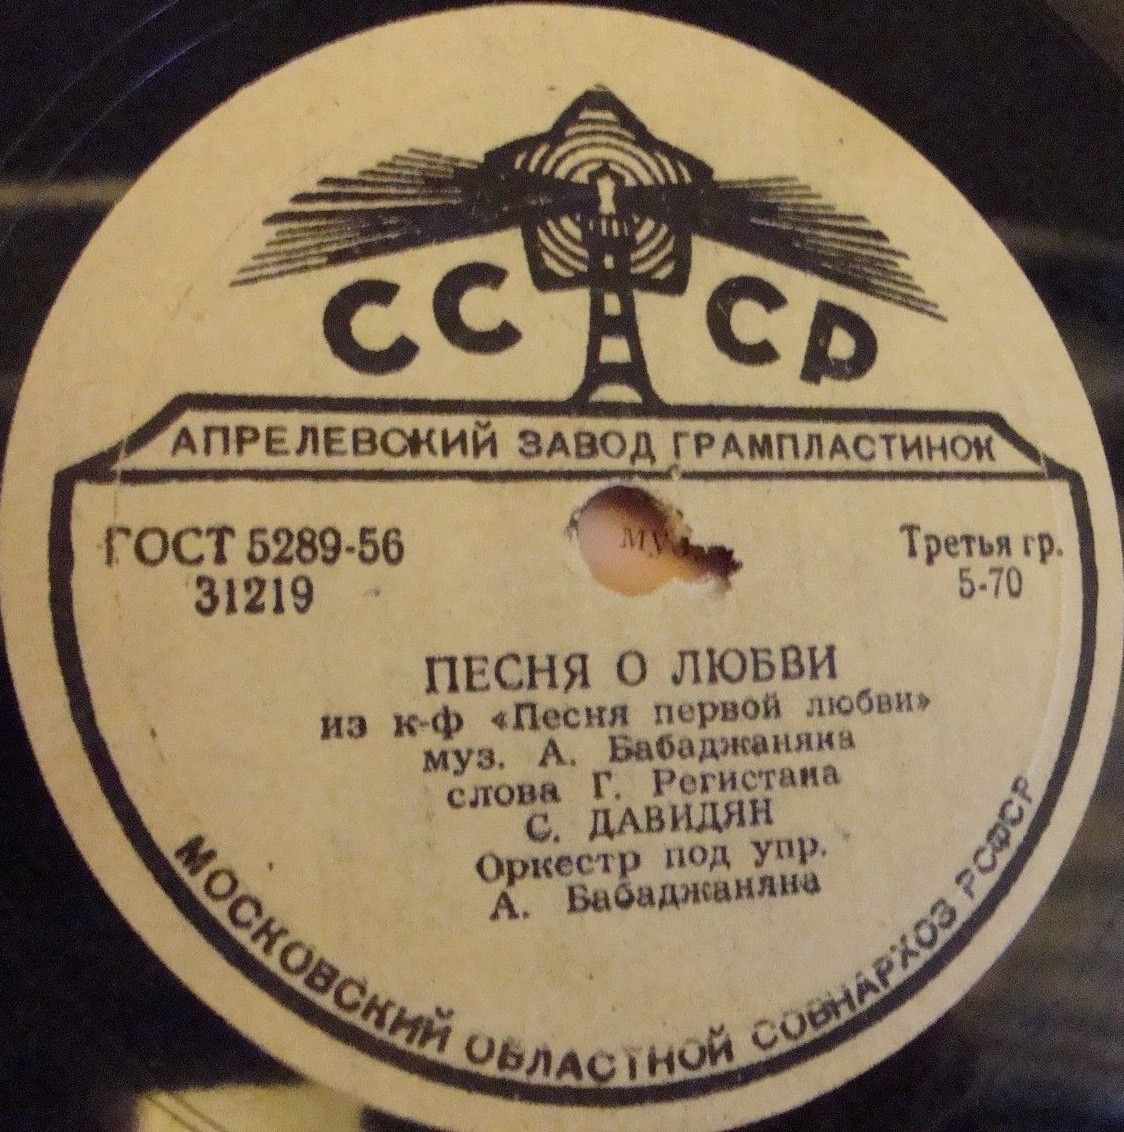 СССР
АПРЕЛЕВСКИЙ ЗАВОД ГРАМПЛАСТИНОК
ГОСТ 5289-56
31219
Третья гр.
5-70
муз
ПЕСНЯ О ЛЮБВИ
из к-ф «Песня первой любви»
муз. А. Бабаджаняна
слова Г. Регистана
С. ДАВИДЯН
Оркестр под упр.
А. Бабаджаняна
МОСКОВСКИЙ ОБЛАСТНОЙ СОВНАРХОЗ РСФСР